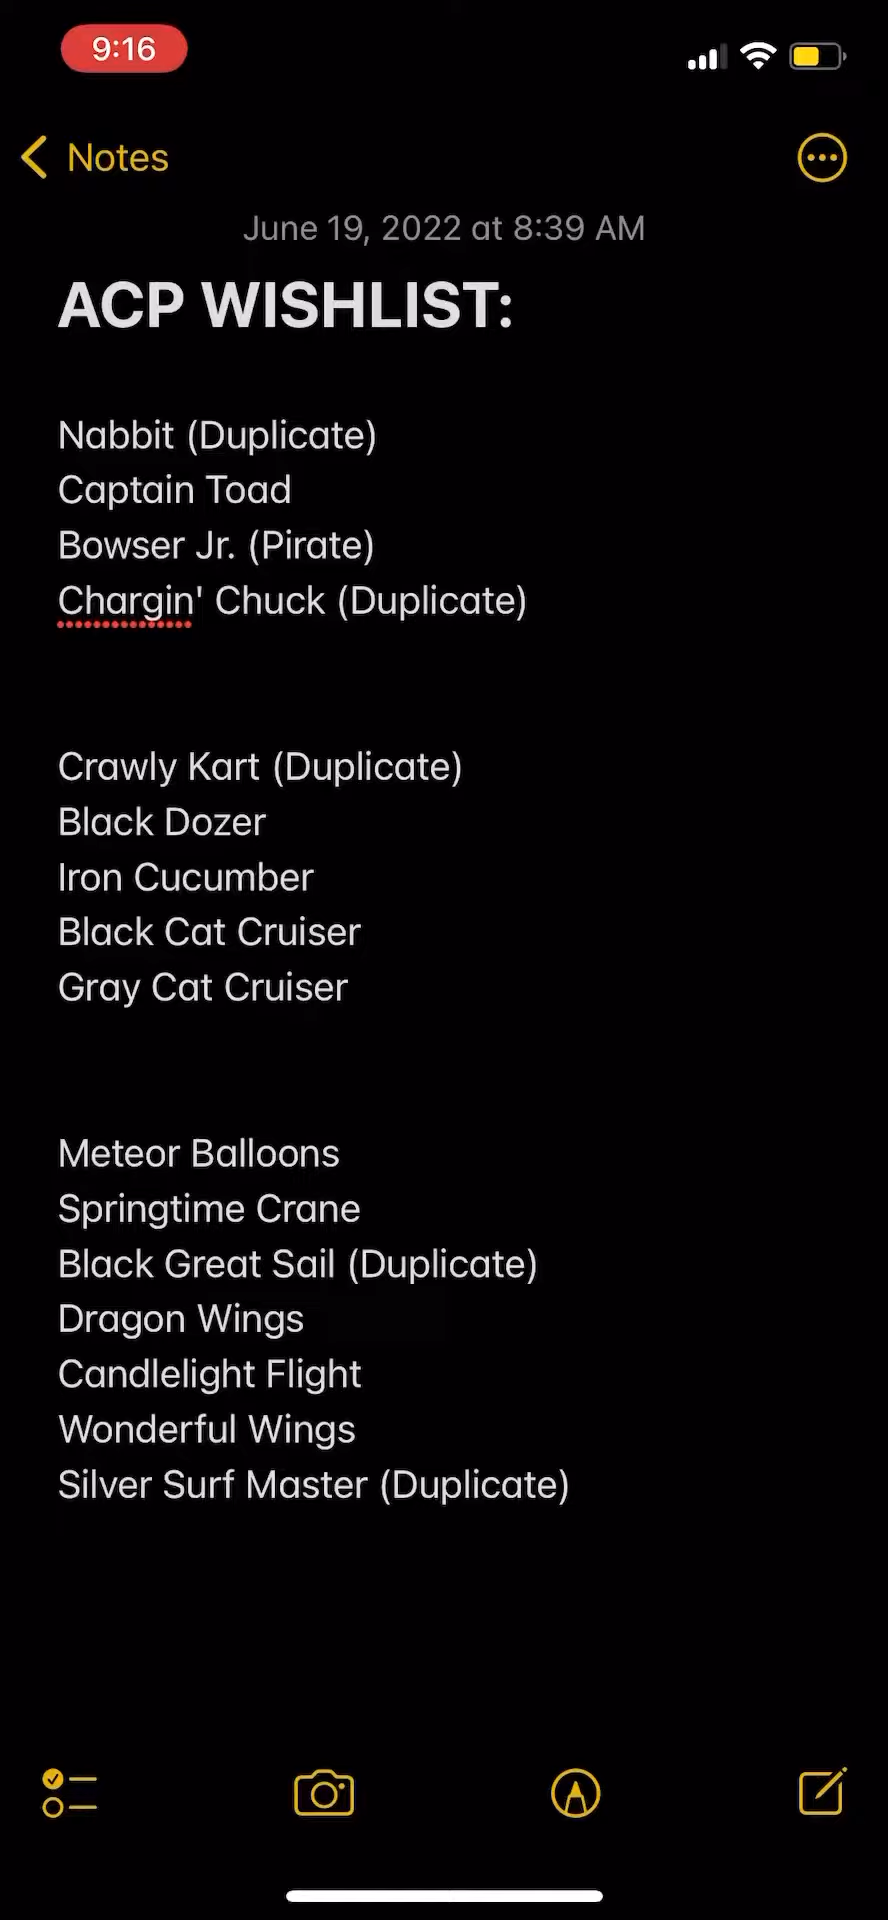 9:16
Notes
June 19, 2022 at 8:39 AM
ACP WISHLIST:
Nabbit (Duplicate)
Captain Toad
Bowser Jr. (Pirate)
Chargin' Chuck (Duplicate)
Crawly Kart (Duplicate)
Black Dozer
Iron Cucumber
Black Cat Cruiser
Gray Cat Cruiser
Meteor Balloons
Springtime Crane
Black Great Sail (Duplicate)
Dragon Wings
Candlelight Flight
Wonderful Wings
Silver Surf Master (Duplicate)